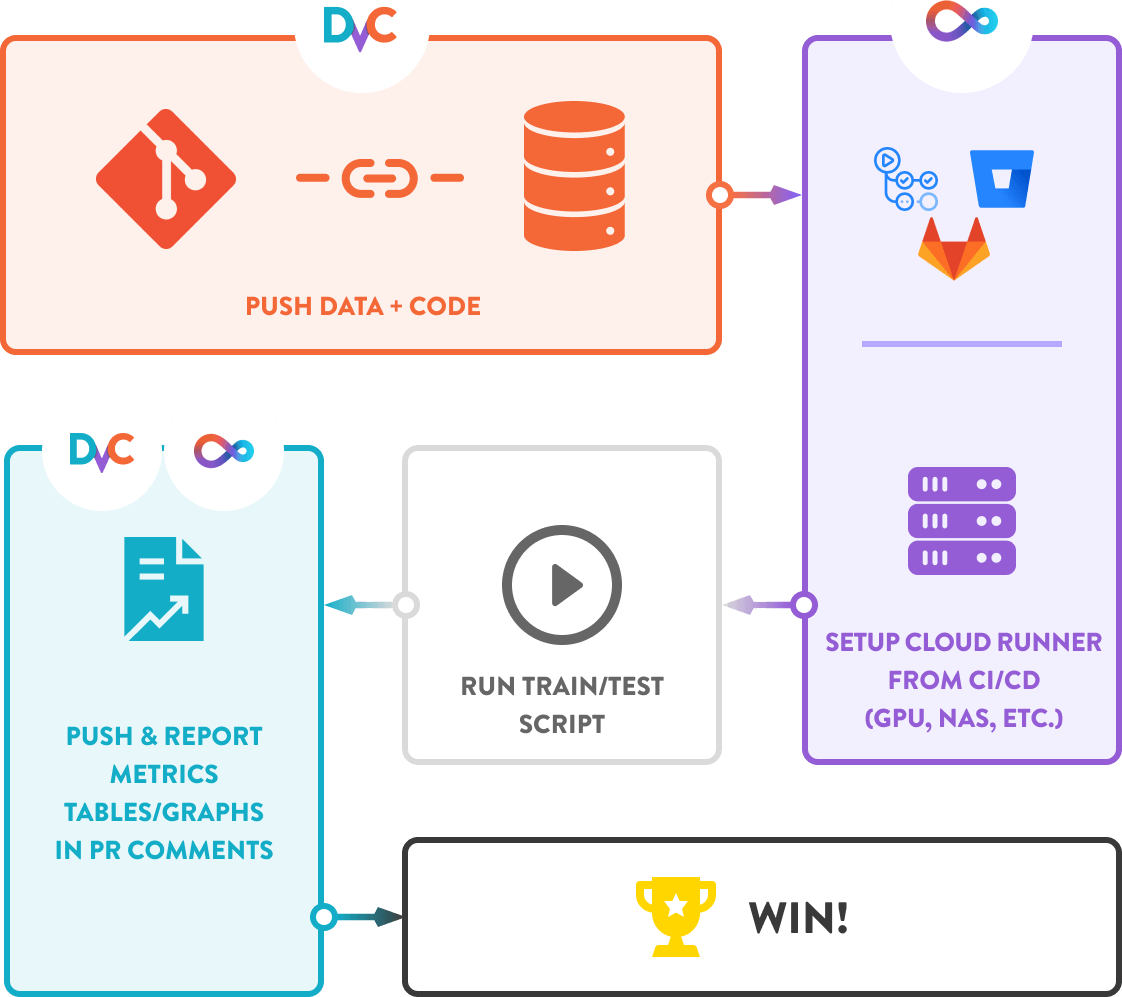 DVC
PUSH DATA + CODE
SETUP CLOUD RUNNER
FROM CI/CD
(GPU, NAS, ETC.)
RUN TRAIN/TEST
SCRIPT
DVC
PUSH & REPORT
METRICS
TABLES/GRAPHS
IN PR COMMENTS
WIN!